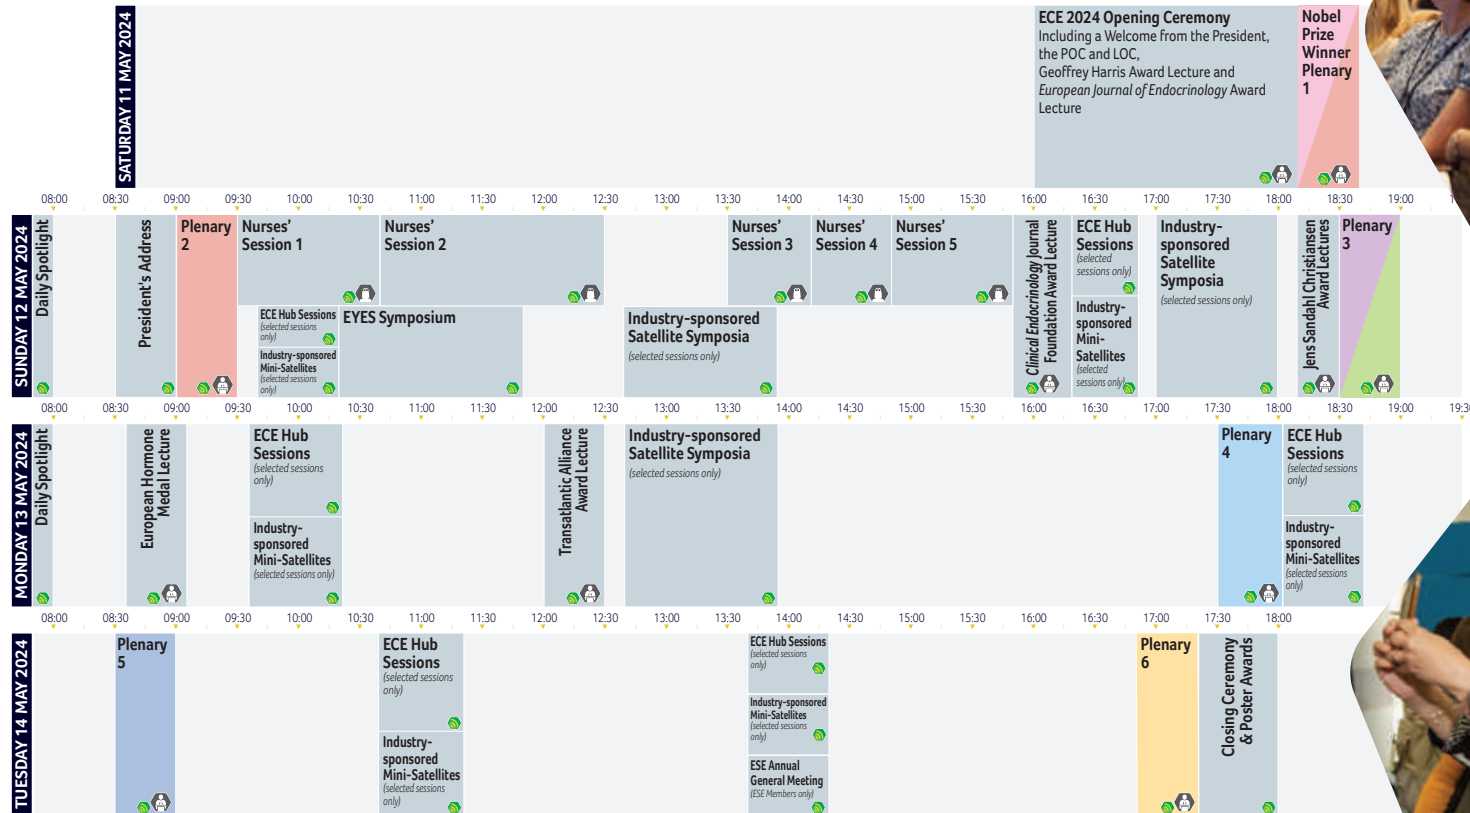 SATURDAY 11 MAY 2024
ECE 2024 Opening Ceremony
Including a Welcome from the President,
the POC and LOC,
Geoffrey Harris Award Lecture and
European Journal of Endocrinology Award
Lecture
Nobel
Prize
Winner
Plenary
1
08:00 08:30 09:00 09:30 10:00 10:30 11:00 11:30 12:00 12:30 13:00 13:30 14:00 14:30 15:00 15:30 16:00 16:30 17:00 17:30 18:00 18:30 19:00
SUNDAY 12 MAY 2024
Daily Spotlight
President's Address
Plenary
2
Nurses'
Session 1
ECE Hub Sessions
(selected sessions
only)
Industry-sponsored
Mini-Satellites
(selected sessions
only)
Nurses'
Session 2
EYES Symposium
Industry-sponsored
Satellite Symposia
(selected sessions only)
Nurses'
Session 3
Nurses'
Session 4
Nurses'
Session 5
Clinical Endocrinology Journal
Foundation Award Lecture
ECE Hub
Sessions
(selected
sessions only)
Industry-
sponsored
Mini-
Satellites
(selected
sessions only)
Industry-
sponsored
Satellite
Symposia
(selected sessions only)
Jens Sandahl Christiansen
Award Lectures
Plenary
3
08:00 08:30 09:00 09:30 10:00 10:30 11:00 11:30 12:00 12:30 13:00 13:30 14:00 14:30 15:00 15:30 16:00 16:30 17:00 17:30 18:00 18:30 19:00 19:30
MONDAY 13 MAY 2024
Daily Spotlight
European Hormone
Medal Lecture
ECE Hub
Sessions
(selected sessions
only)
Industry-
sponsored
Mini-Satellites
(selected sessions only)
Transatlantic Alliance
Award Lecture
Industry-sponsored
Satellite Symposia
(selected sessions only)
Plenary
4
ECE Hub
Sessions
(selected sessions
only)
Industry-
sponsored
Mini-Satellites
(selected sessions
only)
08:00 08:30 09:00 09:30 10:00 10:30 11:00 11:30 12:00 12:30 13:00 13:30 14:00 14:30 15:00 15:30 16:00 16:30 17:00 17:30 18:00
TUESDAY 14 MAY 2024
Plenary
5
ECE Hub
Sessions
(selected sessions
only)
Industry-
sponsored
Mini-Satellites
(selected sessions
only)
ECE Hub Sessions
(selected sessions
only)
Industry-sponsored
Mini-Satellites
(selected sessions
only)
ESE Annual
General Meeting
(ESE Members only)
Plenary
6
Closing Ceremony
& Poster Awards